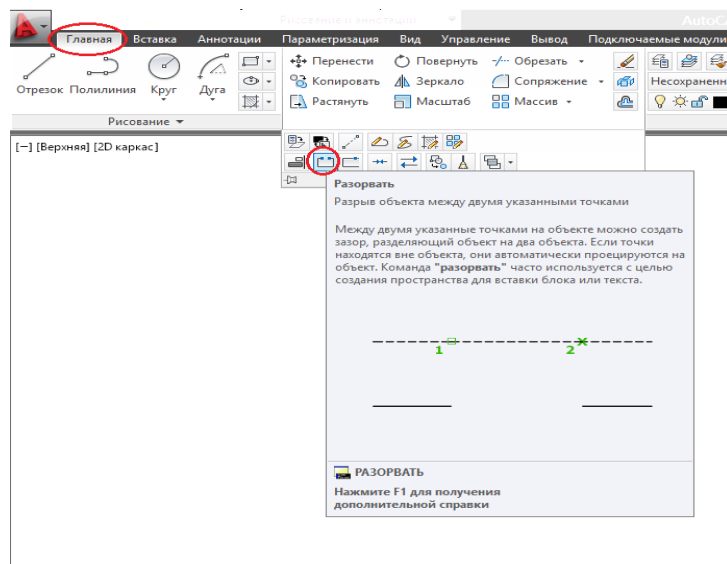 Рисование и аннотации
AutoCA
Главная Вставка Аннотации Параметризация Вид Управление Вывод Подключаемые модули
Отрезок Полилиния Круг Дуга
Перенести Повернуть Обрезать
Копировать Зеркало Сопряжение
Растянуть Масштаб Массив
Несохраненн
Рисование
[−] [Верхняя] [2D каркас]
Разорвать
Разрыв объекта между двумя указанными точками
Между двумя указанные точками на объекте можно создать
зазор, разделяющий объект на два объекта. Если точки
находятся вне объекта, они автоматически проецируются на
объект. Команда "разорвать" часто используется с целью
создания пространства для вставки блока или текста.
1 2
РАЗОРВАТЬ
Нажмите F1 для получения
дополнительной справки